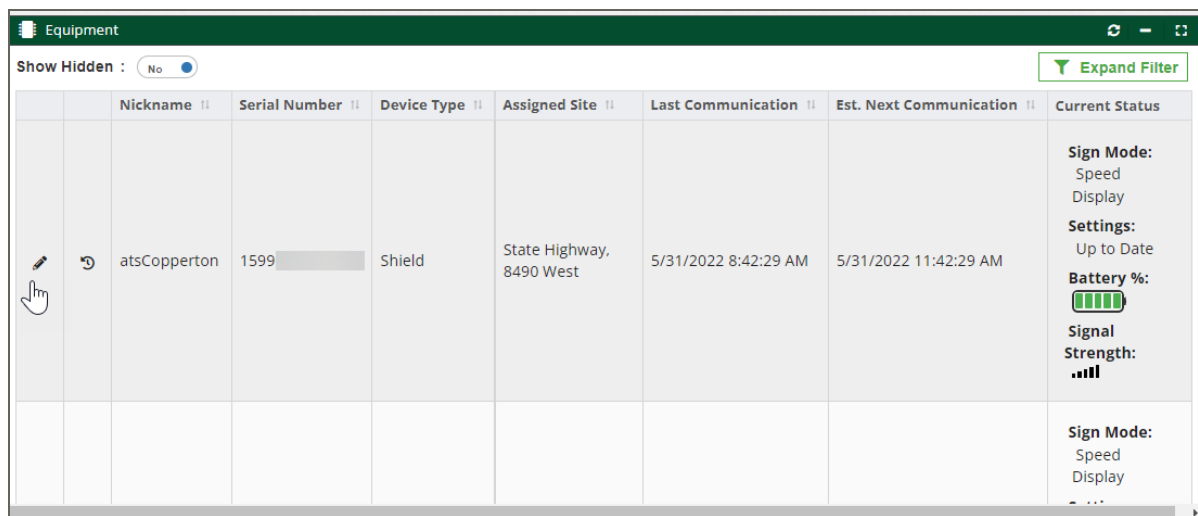 Equipment
Show Hidden : No
Expand Filter
Nickname Serial Number Device Type Assigned Site Last Communication Est. Next Communication Current Status
Sign Mode:
Speed
Display
Settings:
Up to Date
atsCopperton 1599 Shield State Highway,
8490 West 5/31/2022 8:42:29 AM 5/31/2022 11:42:29 AM
Battery %:
Signal
Strength:
Sign Mode:
Speed
Display